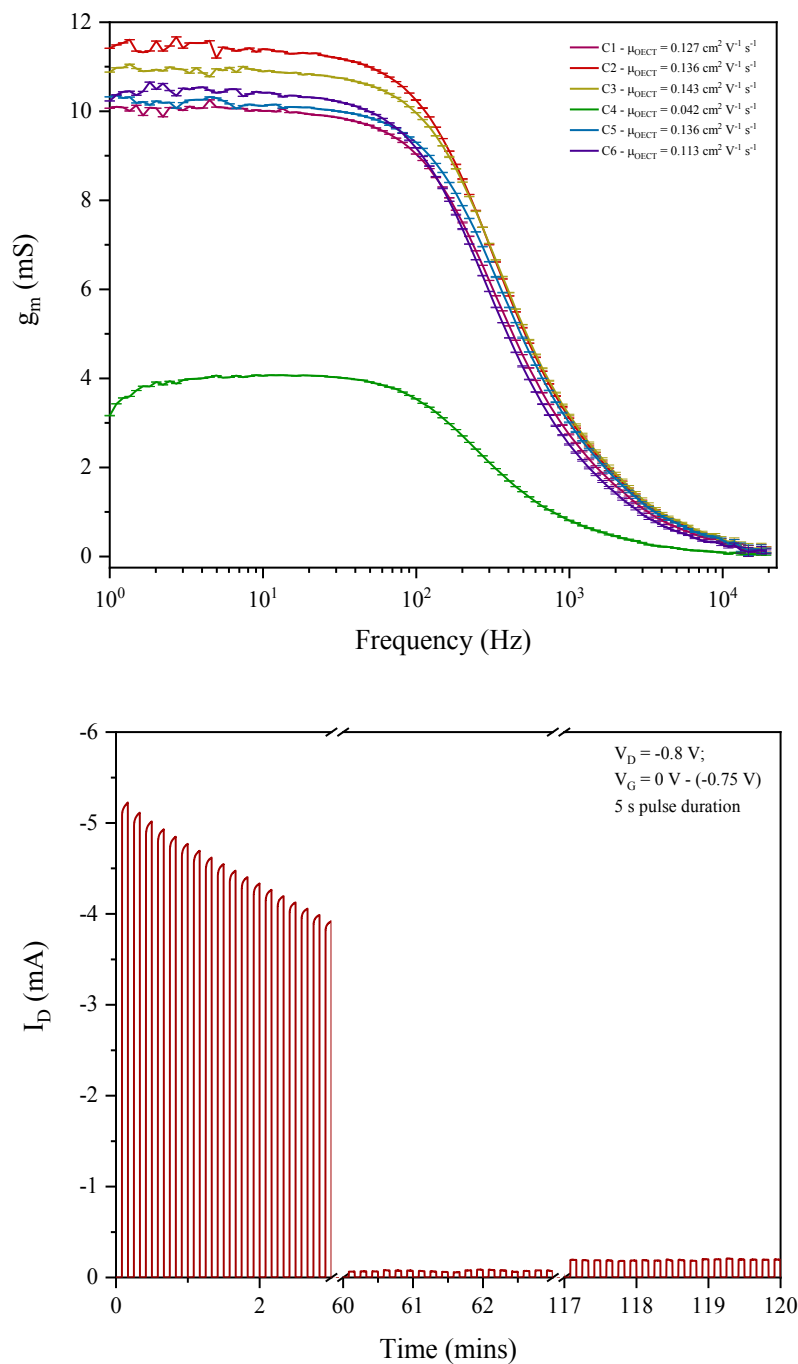 12
10
8
6
4
2
0
g_m (mS)
C1 - μ_OECT = 0.127 cm² V⁻¹ s⁻¹
C2 - μ_OECT = 0.136 cm² V⁻¹ s⁻¹
C3 - μ_OECT = 0.143 cm² V⁻¹ s⁻¹
C4 - μ_OECT = 0.042 cm² V⁻¹ s⁻¹
C5 - μ_OECT = 0.136 cm² V⁻¹ s⁻¹
C6 - μ_OECT = 0.113 cm² V⁻¹ s⁻¹
10⁰ 10¹ 10² 10³ 10⁴
Frequency (Hz)
-6
-5
-4
-3
-2
-1
0
I_D (mA)
V_D = -0.8 V;
V_G = 0 V - (-0.75 V)
5 s pulse duration
0 2 60 61 62 117 118 119 120
Time (mins)